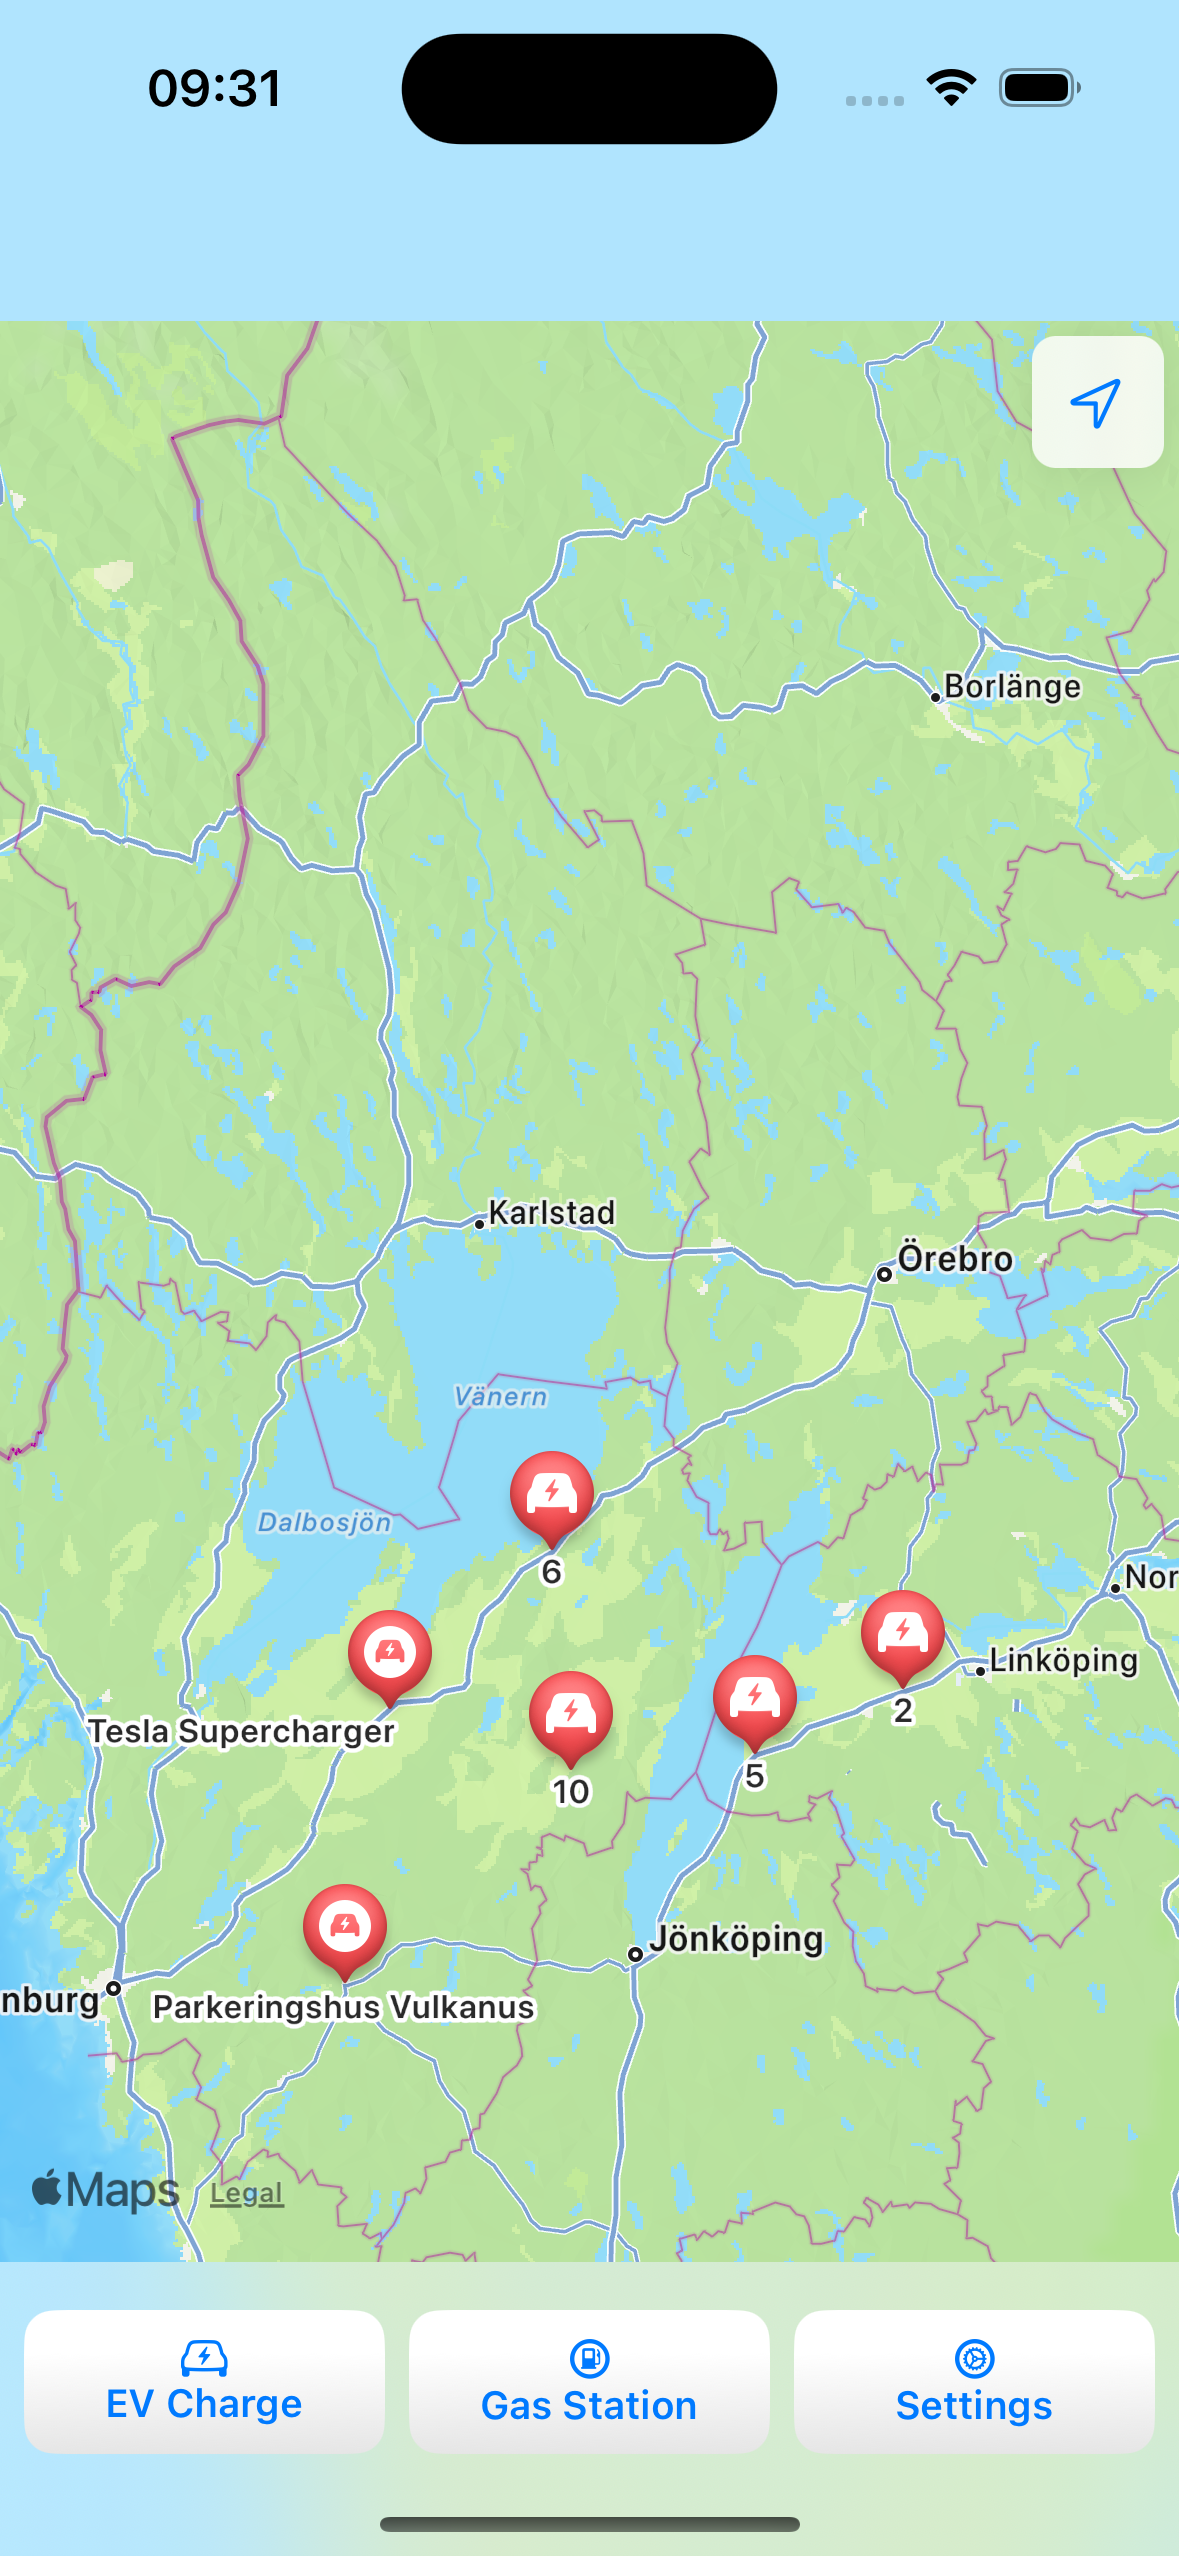 09:31
Borlänge
Karlstad
Örebro
Vänern
Dalbosjön
6
Nor
Linköping
2
Tesla Supercharger
5
10
Jönköping
nburg
Parkeringshus Vulkanus
Maps
Legal
EV Charge
Gas Station
Settings